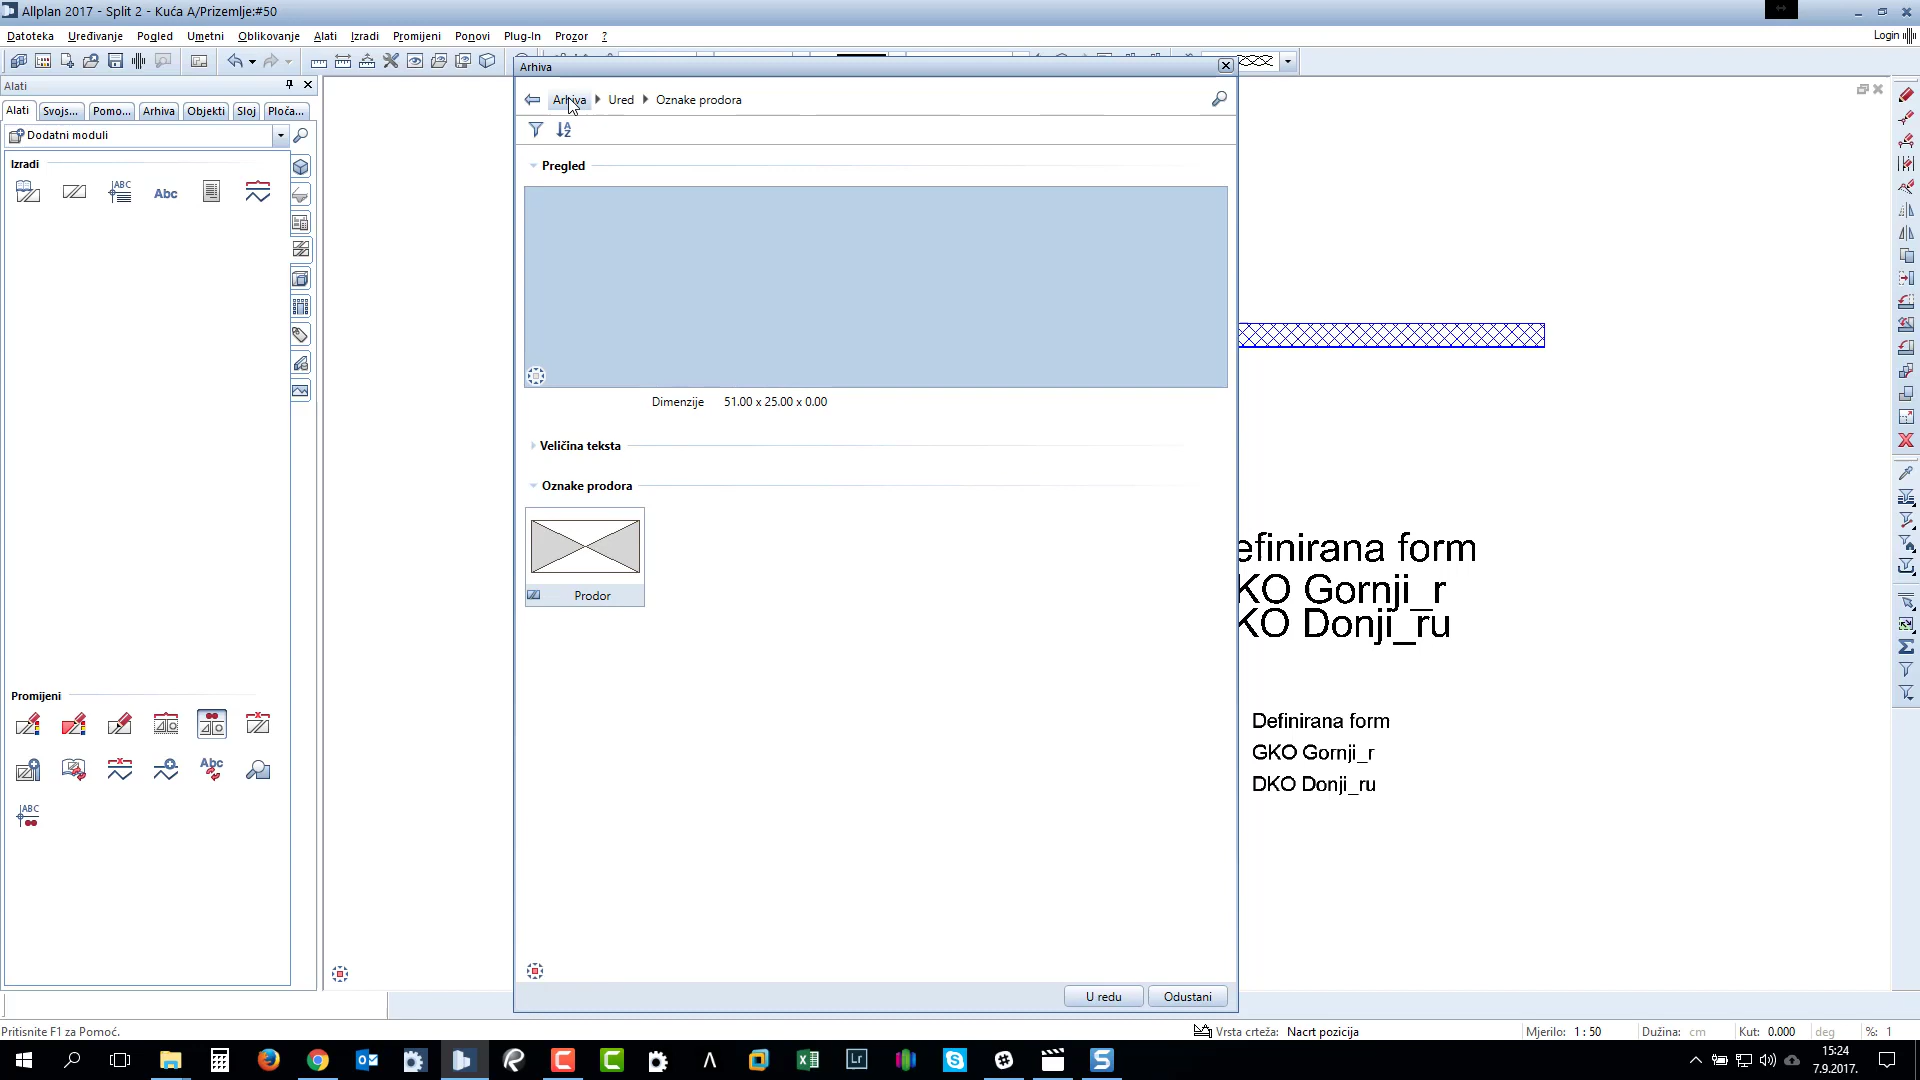 Allplan 2017 - Split 2 - Kuća A/Prizemlje:#50
Datoteka Uređivanje Pogled Umetni Oblikovanje Alati Izradi Promijeni Ponovi Plug-In Prozor ?
Login
Alati
Alati Svojs... Pomo... Arhiva Objekti Sloj Ploča...
Dodatni moduli
Izradi
ABC
Abc
Promijeni
Abc
ABC
Arhiva
Arhiva Ured Oznake prodora
Pregled
Dimenzije 51.00 x 25.00 x 0.00
Veličina teksta
Oznake prodora
Prodor
U redu Odustani
efinirana form
KO Gornji_r
KO Donji_ru
Definirana form
GKO Gornji_r
DKO Donji_ru
Pritisnite F1 za Pomoć.
Vrsta crteža: Nacrt pozicija Mjerilo: 1 : 50 Dužina: cm Kut: 0.000 deg %: 1
Lr
15:24
7.9.2017.